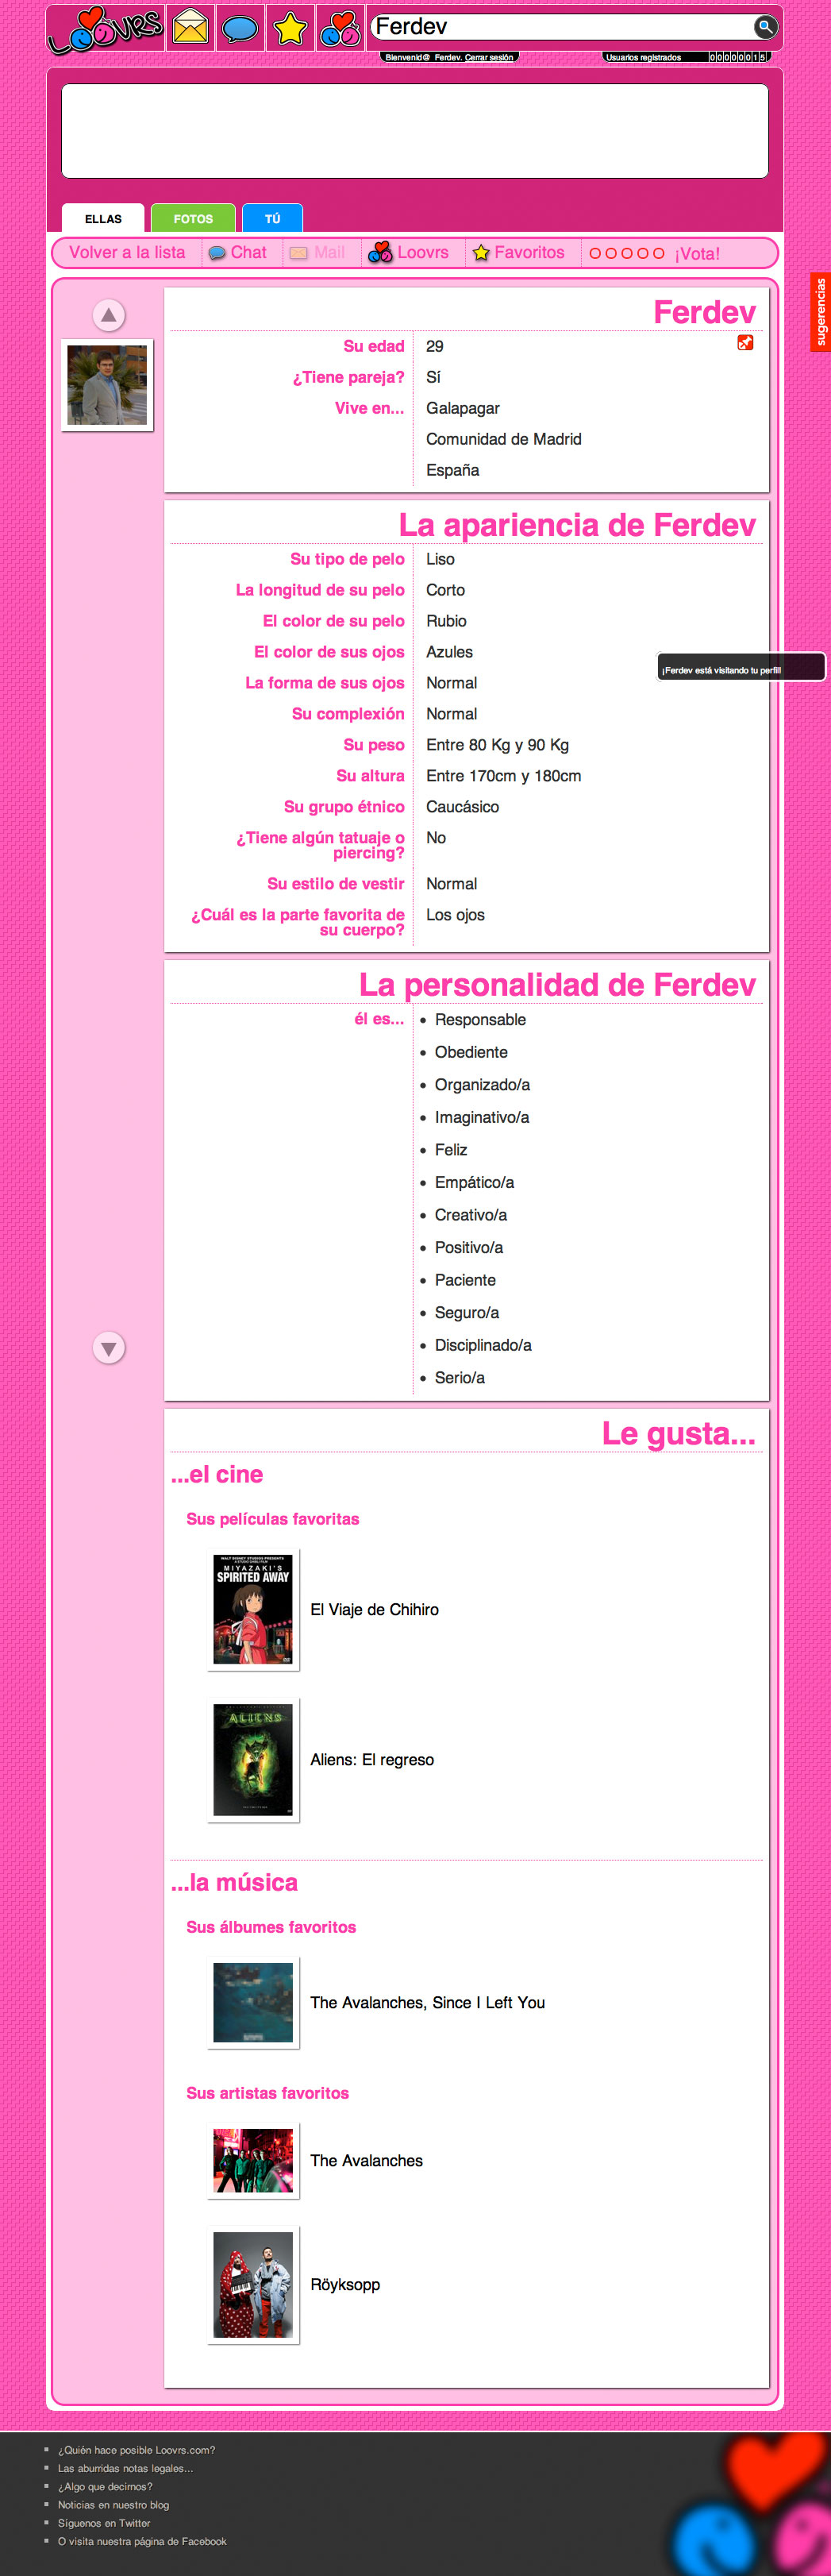 LOOVRS
Ferdev
Bienvenid@ Ferdev. Cerrar sesión
Usuarios registrados 00000015
ELLAS FOTOS TÚ
Volver a la lista Chat Mail Loovrs Favoritos ¡Vota!
sugerencias
Ferdev
Su edad 29
¿Tiene pareja? Sí
Vive en... Galapagar
Comunidad de Madrid
España
La apariencia de Ferdev
Su tipo de pelo Liso
La longitud de su pelo Corto
El color de su pelo Rubio
El color de sus ojos Azules
¡Ferdev está visitando tu perfil!
La forma de sus ojos Normal
Su complexión Normal
Su peso Entre 80 Kg y 90 Kg
Su altura Entre 170cm y 180cm
Su grupo étnico Caucásico
¿Tiene algún tatuaje o No
piercing?
Su estilo de vestir Normal
¿Cuál es la parte favorita de Los ojos
su cuerpo?
La personalidad de Ferdev
él es...
• Responsable
• Obediente
• Organizado/a
• Imaginativo/a
• Feliz
• Empático/a
• Creativo/a
• Positivo/a
• Paciente
• Seguro/a
• Disciplinado/a
• Serio/a
Le gusta...
...el cine
Sus películas favoritas
WALT DISNEY STUDIOS PRESENTS
A STUDIO GHIBLI FILM
MIYAZAKI'S
SPIRITED AWAY
El Viaje de Chihiro
ALIENS
Aliens: El regreso
...la música
Sus álbumes favoritos
The Avalanches, Since I Left You
Sus artistas favoritos
The Avalanches
Röyksopp
¿Quién hace posible Loovrs.com?
Las aburridas notas legales...
¿Algo que decirnos?
Noticias en nuestro blog
Síguenos en Twitter
O visita nuestra página de Facebook